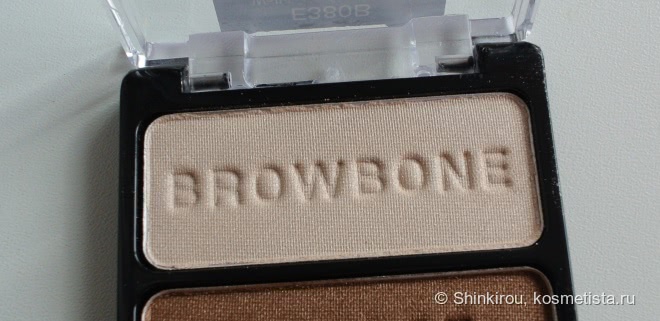 E380B
BROWBONE
© Shinkirou, kosmetista.ru